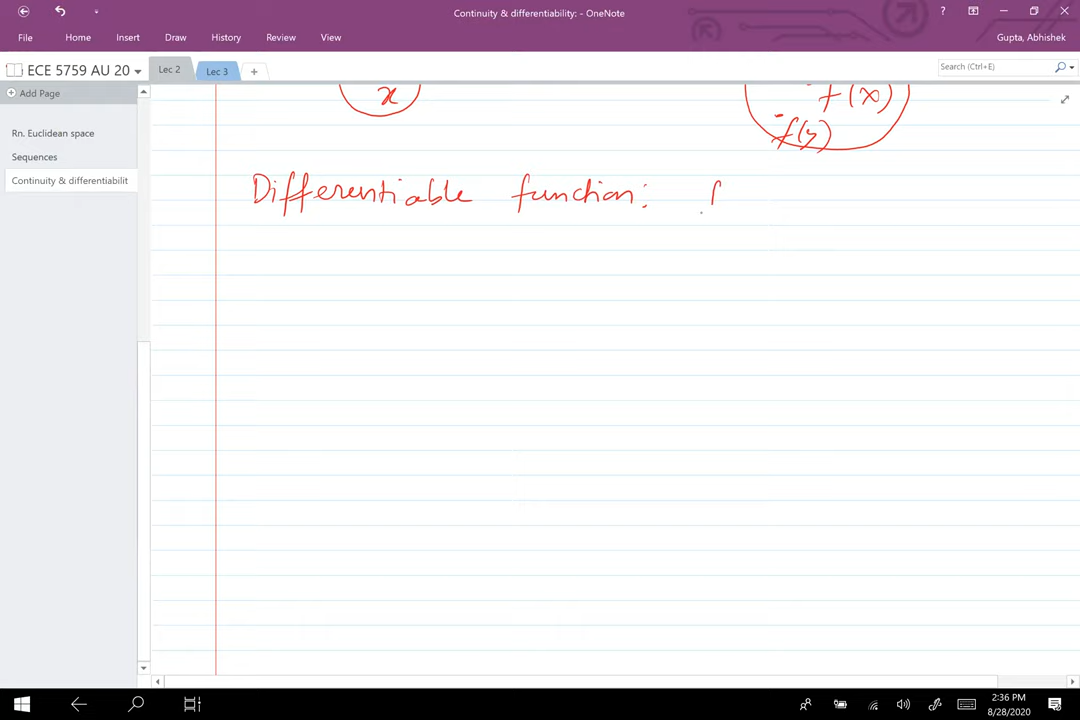 Continuity & differentiability: - OneNote
File Home Insert Draw History Review View
Gupta, Abhishek
ECE 5759 AU 20
Lec 2
Lec 3
Search (Ctrl+E)
Add Page
Rn. Euclidean space
Sequences
Continuity & differentiabilit
x
f(x)
f(y)
Differentiable function:
2:36 PM
8/28/2020